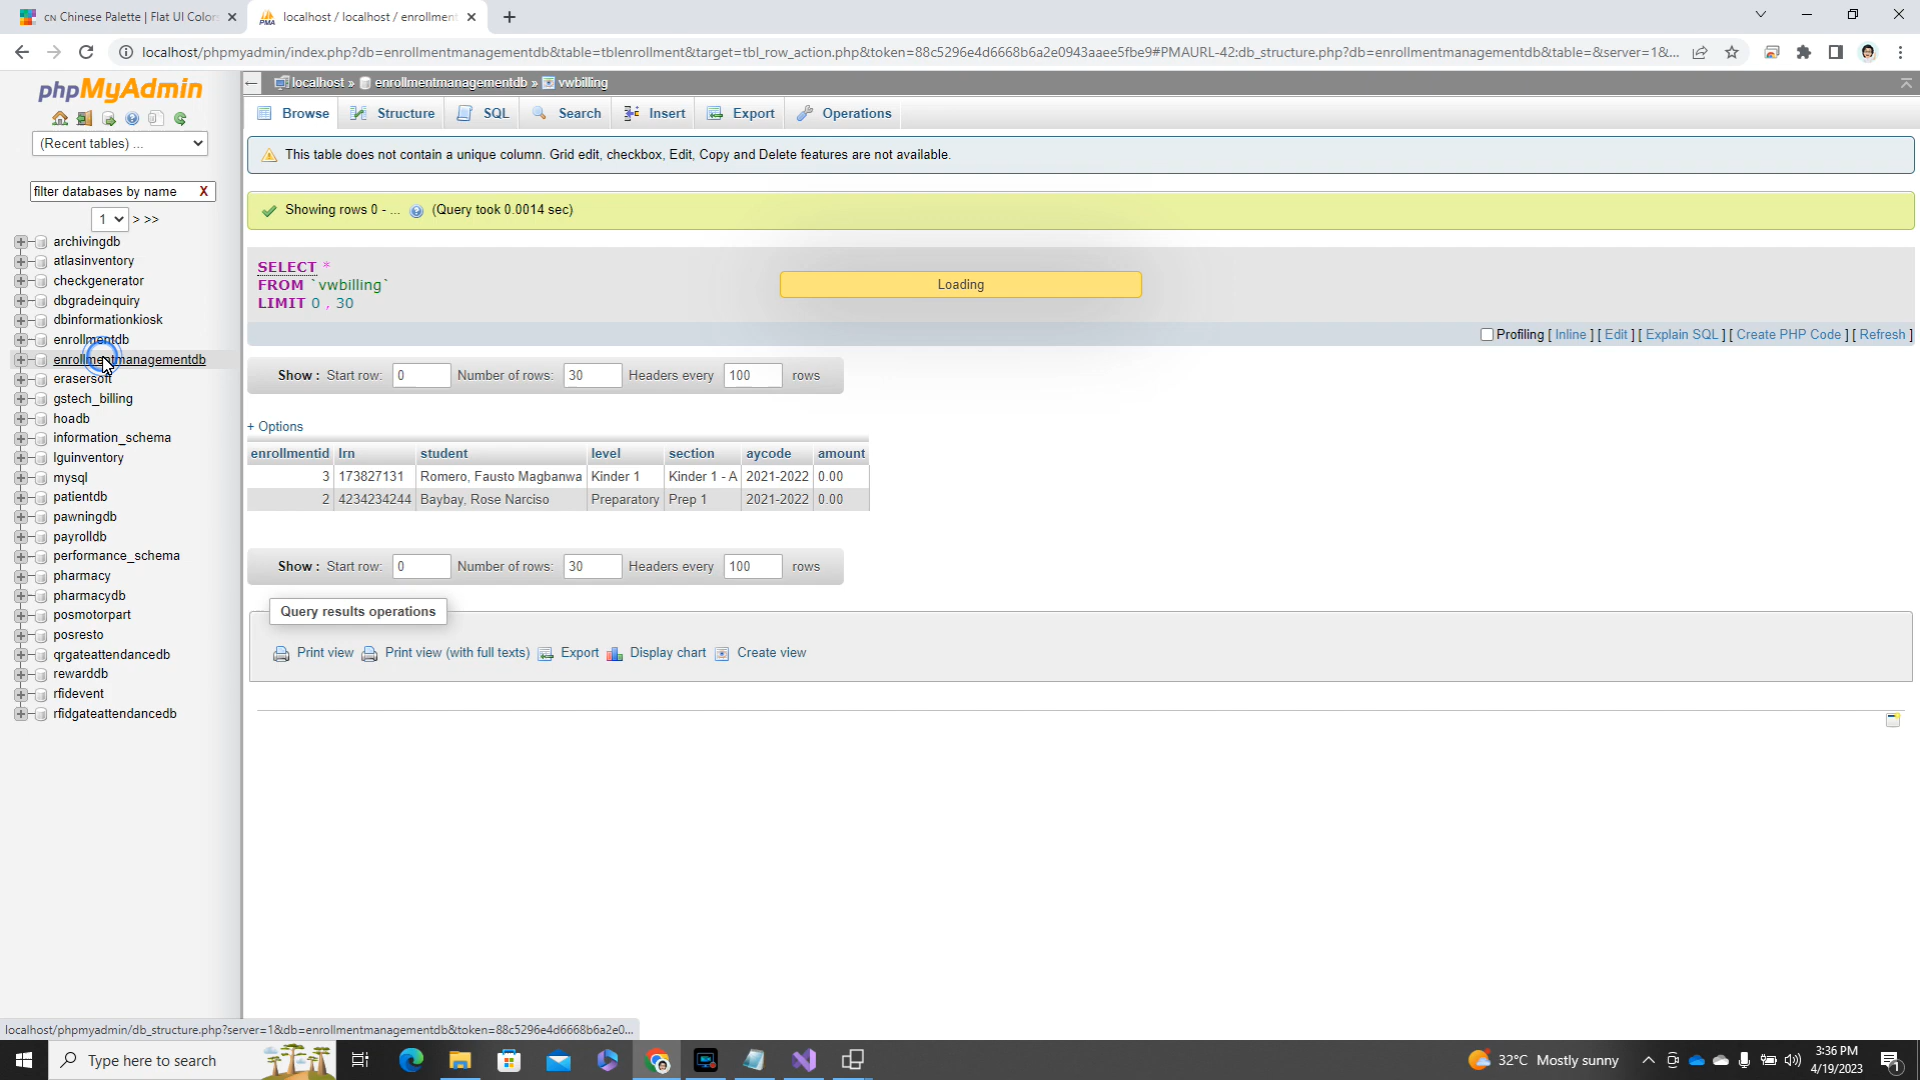 CN Chinese Palette | Flat UI Color
localhost / localhost / enrollment
localhost/phpmyadmin/index.php?db=enrollmentmanagementdb&table=tblenrollment&target=tbl_row_action.php&token=88c5296e4d6668b6a2e0943aaee5fbe9#PMAURL-42:db_structure.php?db=enrollmentmanagementdb&table=&server=1&...
phpMyAdmin
(Recent tables) ...
filter databases by name X
1 > >>
archivingdb
atlasinventory
checkgenerator
dbgradeinquiry
dbinformationkiosk
enrollmentdb
enrollmentmanagementdb
erasersoft
gstech_billing
hoadb
information_schema
lguinventory
mysql
patientdb
pawningdb
payrolldb
performance_schema
pharmacy
pharmacydb
posmotorpart
posresto
qrgateattendancedb
rewarddb
rfidevent
rfidgateattendancedb
localhost » enrollmentmanagementdb » vwbilling
Browse Structure SQL Search Insert Export Operations
This table does not contain a unique column. Grid edit, checkbox, Edit, Copy and Delete features are not available.
Showing rows 0 - ... (Query took 0.0014 sec)
SELECT *
FROM `vwbilling`
LIMIT 0 , 30
Loading
Profiling [ Inline ] [ Edit ] [ Explain SQL ] [ Create PHP Code ] [ Refresh ]
Show : Start row: 0 Number of rows: 30 Headers every 100 rows
+ Options
enrollmentid lrn student level section aycode amount
3 173827131 Romero, Fausto Magbanwa Kinder 1 Kinder 1 - A 2021-2022 0.00
2 4234234244 Baybay, Rose Narciso Preparatory Prep 1 2021-2022 0.00
Show : Start row: 0 Number of rows: 30 Headers every 100 rows
Query results operations
Print view Print view (with full texts) Export Display chart Create view
localhost/phpmyadmin/db_structure.php?server=1&db=enrollmentmanagementdb&token=88c5296e4d6668b6a2e0...
Type here to search
32°C Mostly sunny
3:36 PM
4/19/2023
1